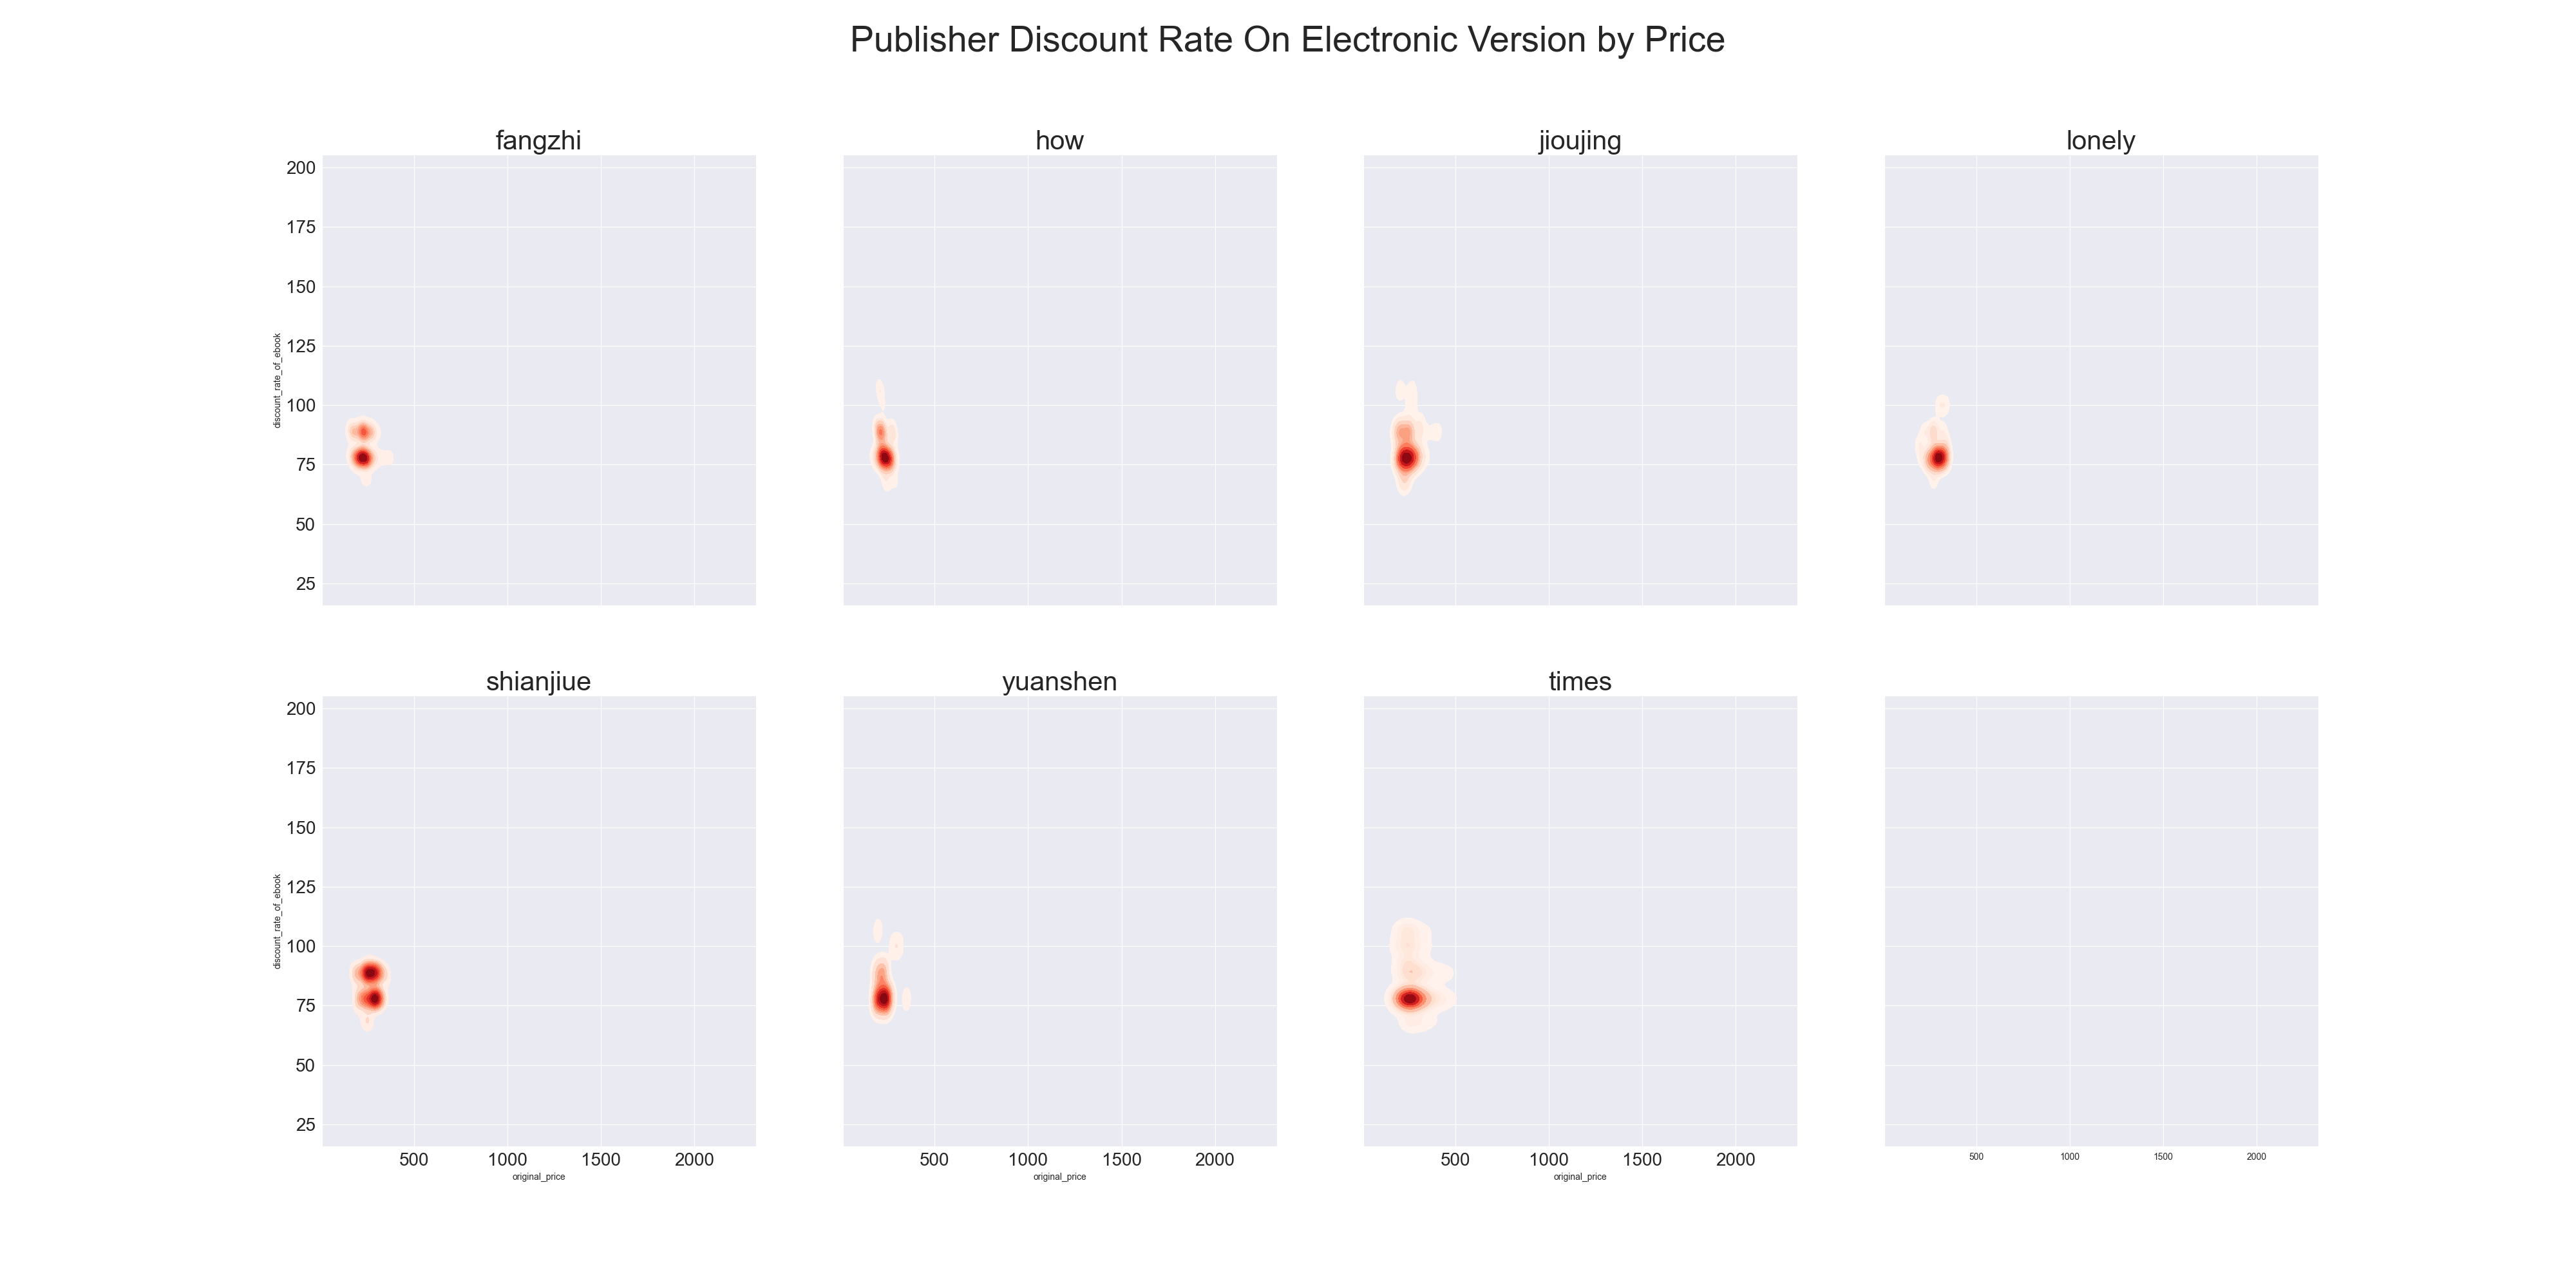 Publisher Discount Rate On Electronic Version by Price
fangzhi
how
jioujing
lonely
200
175
150
125
100
75
50
25
discount_rate_of_ebook
shianjiue
yuanshen
times
200
175
150
125
100
75
50
25
discount_rate_of_ebook
500 1000 1500 2000
original_price
500 1000 1500 2000
original_price
500 1000 1500 2000
original_price
500 1000 1500 2000